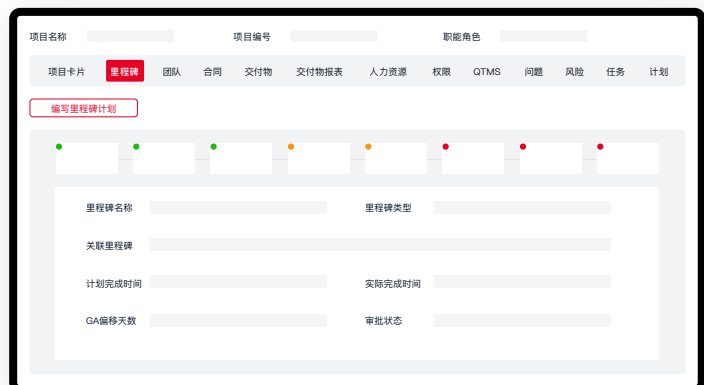 项目名称 项目编号 职能角色
项目卡片 里程碑 团队 合同 交付物 交付物报表 人力资源 权限 QTMS 问题 风险 任务 计划
编写里程碑计划
里程碑名称 里程碑类型
关联里程碑
计划完成时间 实际完成时间
GA偏移天数 审批状态